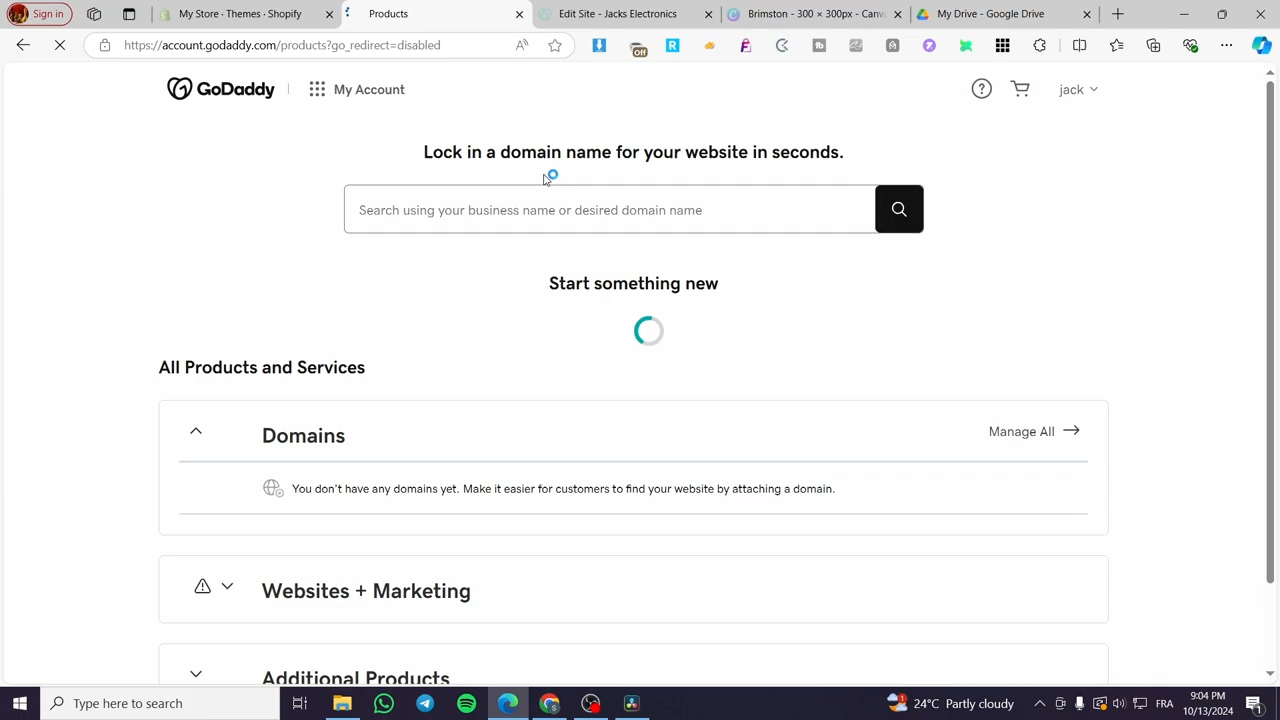 Sign in
My Store · Themes · Shopify
Products
Edit Site - Jacks Electronics
Brimston - 300 × 300px - Canv
My Drive - Google Drive
https://account.godaddy.com/products?go_redirect=disabled
GoDaddy
My Account
jack
Lock in a domain name for your website in seconds.
Search using your business name or desired domain name
Start something new
All Products and Services
Domains
Manage All
You don't have any domains yet. Make it easier for customers to find your website by attaching a domain.
Websites + Marketing
Additional Products
Type here to search
24°C Partly cloudy
FRA
9:04 PM
10/13/2024